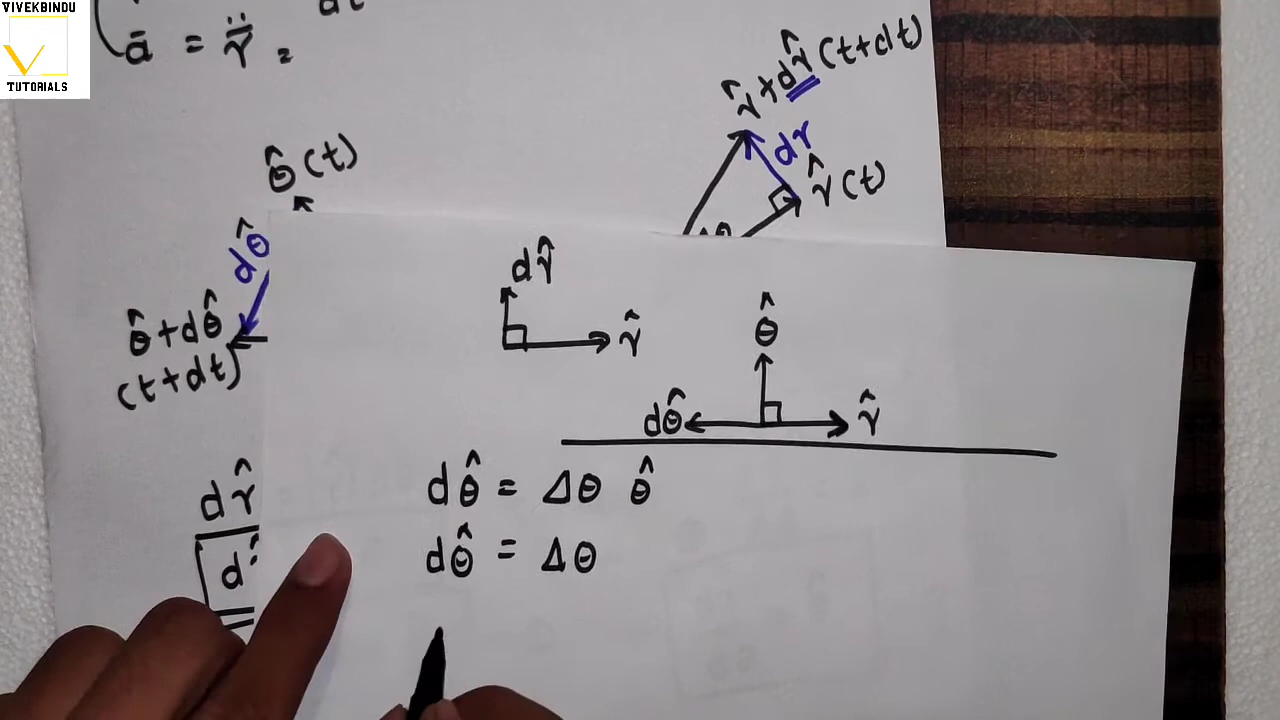 VIVEKBINDU
TUTORIALS
ā = r̈ =
r̂ + dr̂ (t+dt)
dr
r̂ (t)
θ̂ (t)
dθ̂
θ̂ + dθ̂
(t+dt)
dr̂
r̂
θ̂
dθ̂
r̂
dr̂
dθ̂ = Δθ θ̂
dθ̂ = Δθ